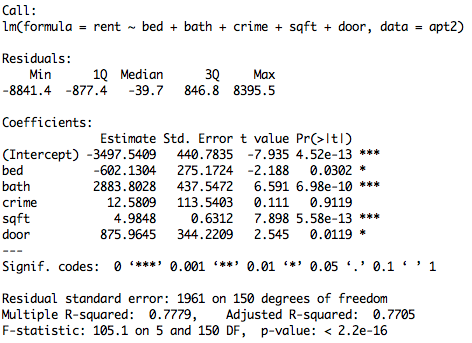 Call:
lm(formula = rent ~ bed + bath + crime + sqft + door, data = apt2)
Residuals:
Min 1Q Median 3Q Max
-8841.4 -877.4 -39.7 846.8 8395.5
Coefficients:
Estimate Std. Error t value Pr(>|t|)
(Intercept) -3497.5409 440.7835 -7.935 4.52e-13 ***
bed -602.1304 275.1724 -2.188 0.0302 *
bath 2883.8028 437.5472 6.591 6.98e-10 ***
crime 12.5809 113.5403 0.111 0.9119
sqft 4.9848 0.6312 7.898 5.58e-13 ***
door 875.9645 344.2209 2.545 0.0119 *
---
Signif. codes: 0 ‘***’ 0.001 ‘**’ 0.01 ‘*’ 0.05 ‘.’ 0.1 ‘ ’ 1
Residual standard error: 1961 on 150 degrees of freedom
Multiple R-squared: 0.7779, Adjusted R-squared: 0.7705
F-statistic: 105.1 on 5 and 150 DF, p-value: < 2.2e-16